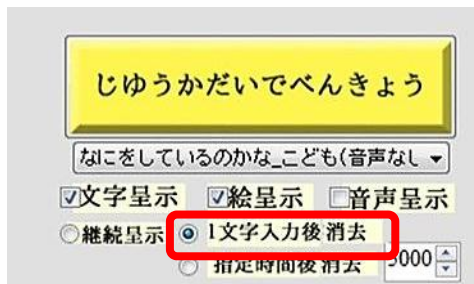 じゆうかだいでべんきょう
なにをしているのかな_こども(音声なし
文字呈示 絵呈示 音声呈示
継続呈示 1文字入力後消去
指定時間後消去 5000